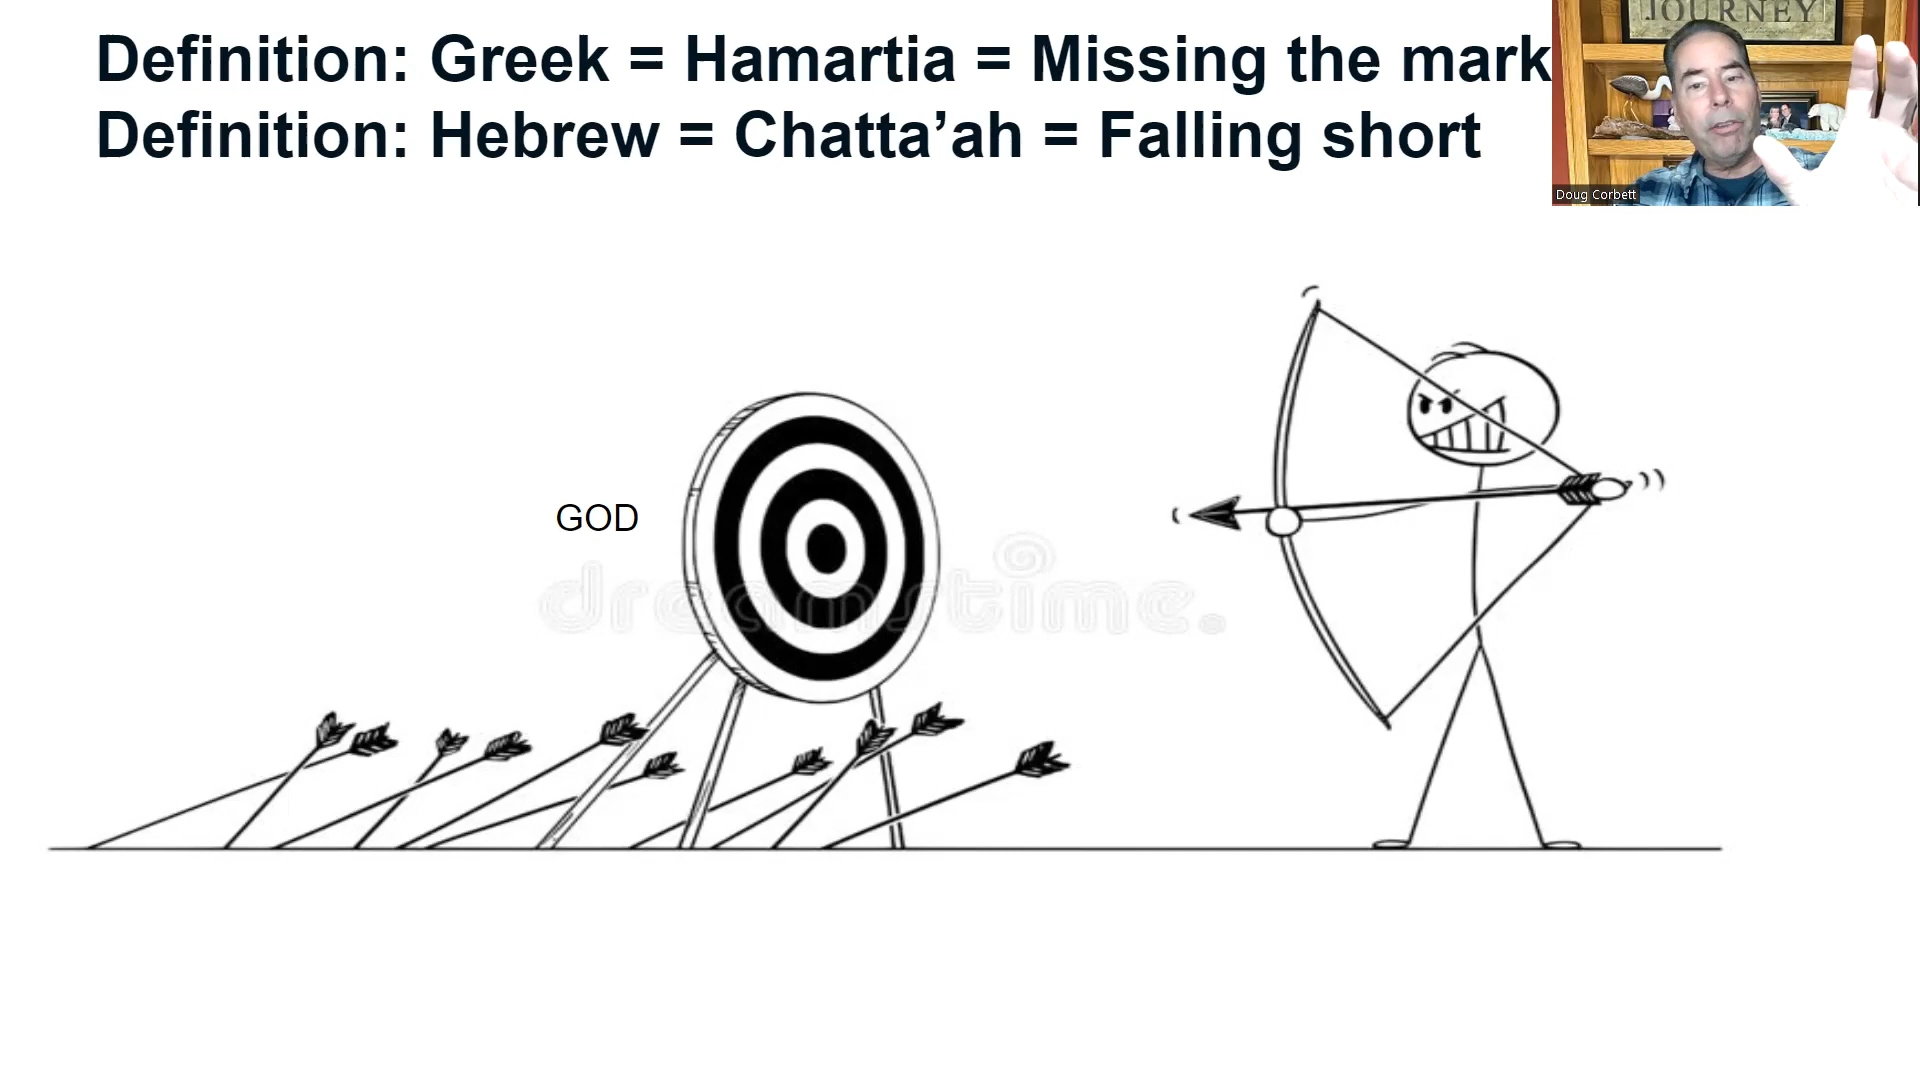 Definition: Greek = Hamartia = Missing the mark
Definition: Hebrew = Chatta’ah = Falling short
JOURNEY
Doug Corbett
GOD
dreamstime.